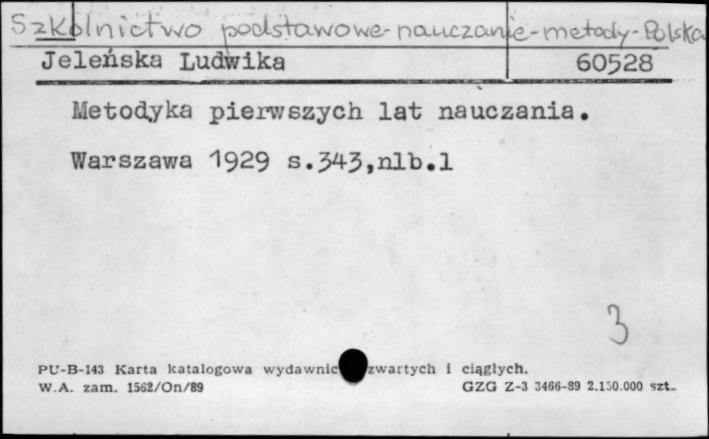 Szkolnictwo podstawowe-nauczanie-metody-Polska
Jeleńska Ludwika 60528
Metodyka pierwszych lat nauczania.
Warszawa 1929 s.343,nlb.1
3
PU-B-143 Karta katalogowa wydawnic zwartych i ciągłych.
W.A. zam. 1562/On/89 GZG Z-3 3466-89 2.150.000 szt.